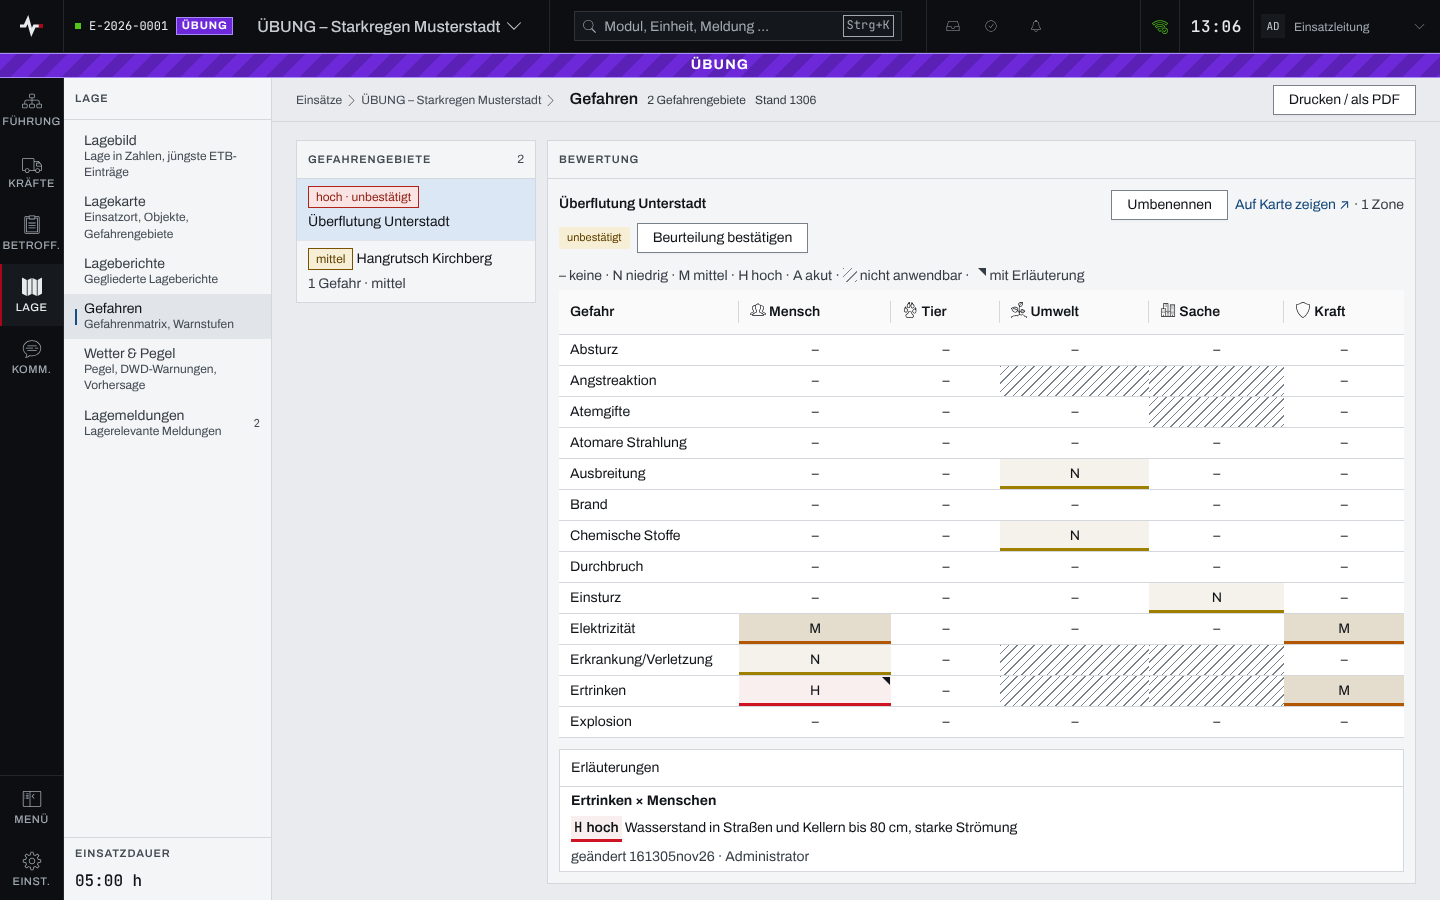 E-2026-0001 ÜBUNG ÜBUNG – Starkregen Musterstadt Modul, Einheit, Meldung ... Strg+K 13:06 AD Einsatzleitung
ÜBUNG
FÜHRUNG
KRÄFTE
BETROFF.
LAGE
KOMM.
MENÜ
EINST.
LAGE
Lagebild
Lage in Zahlen, jüngste ETB-
Einträge
Lagekarte
Einsatzort, Objekte,
Gefahrengebiete
Lageberichte
Gegliederte Lageberichte
Gefahren
Gefahrenmatrix, Warnstufen
Wetter & Pegel
Pegel, DWD-Warnungen,
Vorhersage
Lagemeldungen 2
Lagerelevante Meldungen
EINSATZDAUER
05:00 h
Einsätze ÜBUNG – Starkregen Musterstadt Gefahren 2 Gefahrengebiete Stand 1306 Drucken / als PDF
GEFAHRENGEBIETE 2
hoch · unbestätigt
Überflutung Unterstadt
mittel Hangrutsch Kirchberg
1 Gefahr · mittel
BEWERTUNG
Überflutung Unterstadt Umbenennen Auf Karte zeigen ↗ · 1 Zone
unbestätigt Beurteilung bestätigen
– keine · N niedrig · M mittel · H hoch · A akut · nicht anwendbar · mit Erläuterung
Gefahr Mensch Tier Umwelt Sache Kraft
Absturz – – – – –
Angstreaktion – – –
Atemgifte – – – –
Atomare Strahlung – – – – –
Ausbreitung – – N – –
Brand – – – – –
Chemische Stoffe – – N – –
Durchbruch – – – – –
Einsturz – – – N –
Elektrizität M – – – M
Erkrankung/Verletzung N – –
Ertrinken H – M
Explosion – – – – –
Erläuterungen
Ertrinken × Menschen
H hoch Wasserstand in Straßen und Kellern bis 80 cm, starke Strömung
geändert 161305nov26 · Administrator